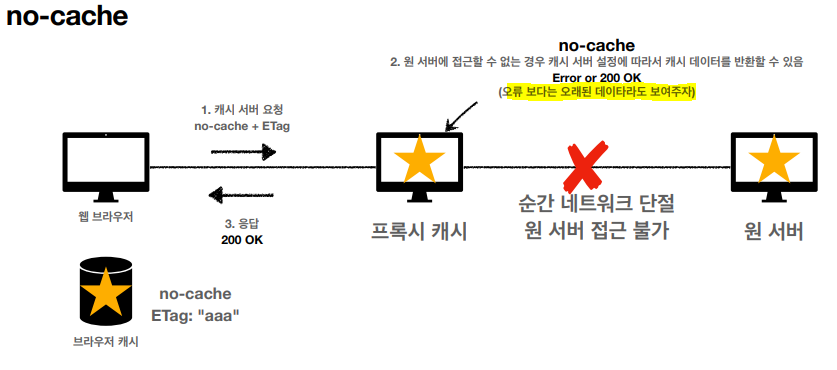 no-cache
no-cache
2. 원 서버에 접근할 수 없는 경우 캐시 서버 설정에 따라서 캐시 데이터를 반환할 수 있음
Error or 200 OK
(오류 보다는 오래된 데이타라도 보여주자)
1. 캐시 서버 요청
no-cache + ETag
웹 브라우저
3. 응답
200 OK
프록시 캐시
순간 네트워크 단절
원 서버 접근 불가
원 서버
no-cache
ETag: "aaa"
브라우저 캐시